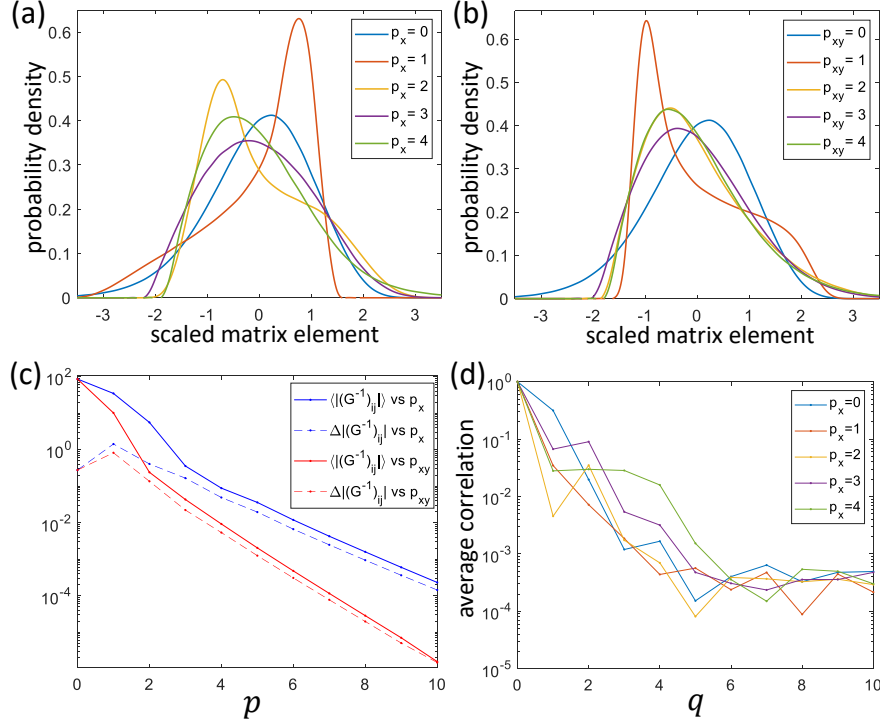 (a)
probability density
0.6
0.5
0.4
0.3
0.2
0.1
0
-3 -2 -1 0 1 2 3
scaled matrix element
p_x = 0
p_x = 1
p_x = 2
p_x = 3
p_x = 4
(b)
probability density
0.6
0.5
0.4
0.3
0.2
0.1
0
-3 -2 -1 0 1 2 3
scaled matrix element
p_xy = 0
p_xy = 1
p_xy = 2
p_xy = 3
p_xy = 4
(c)
10^2
10^0
10^-2
10^-4
0 2 4 6 8 10
p
⟨|(G^-1)_ij|⟩ vs p_x
Δ|(G^-1)_ij| vs p_x
⟨|(G^-1)_ij|⟩ vs p_xy
Δ|(G^-1)_ij| vs p_xy
(d)
average correlation
10^0
10^-1
10^-2
10^-3
10^-4
10^-5
0 2 4 6 8 10
q
p_x=0
p_x=1
p_x=2
p_x=3
p_x=4